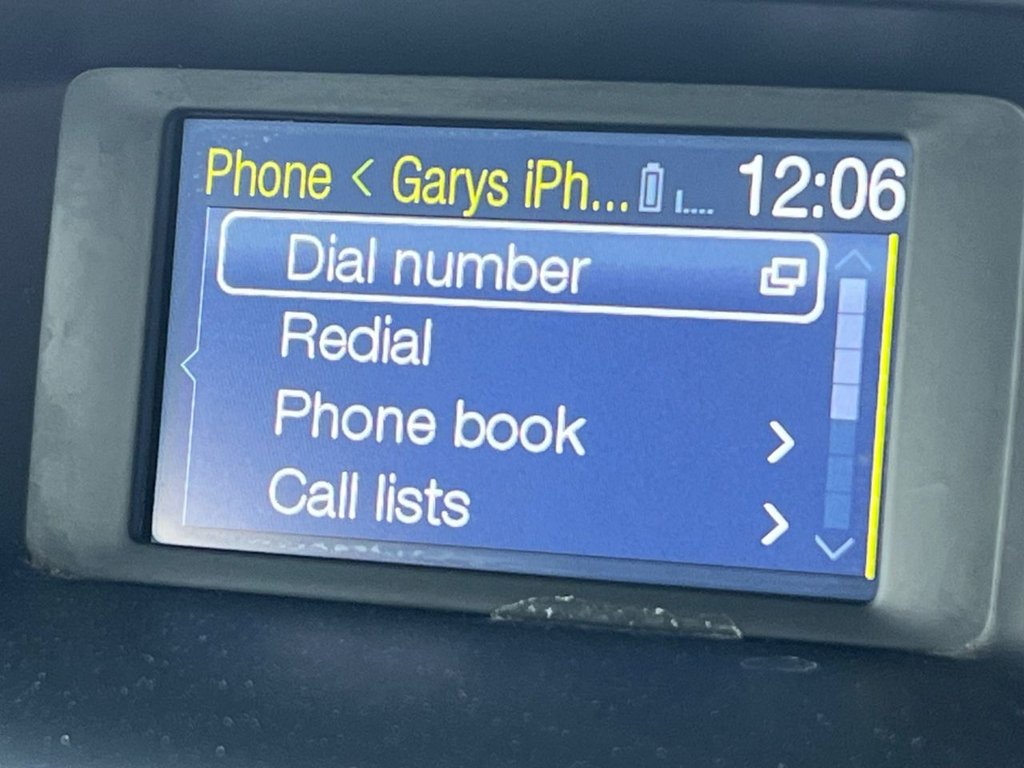 Phone < Garys iPh... 12:06
Dial number
Redial
Phone book
Call lists